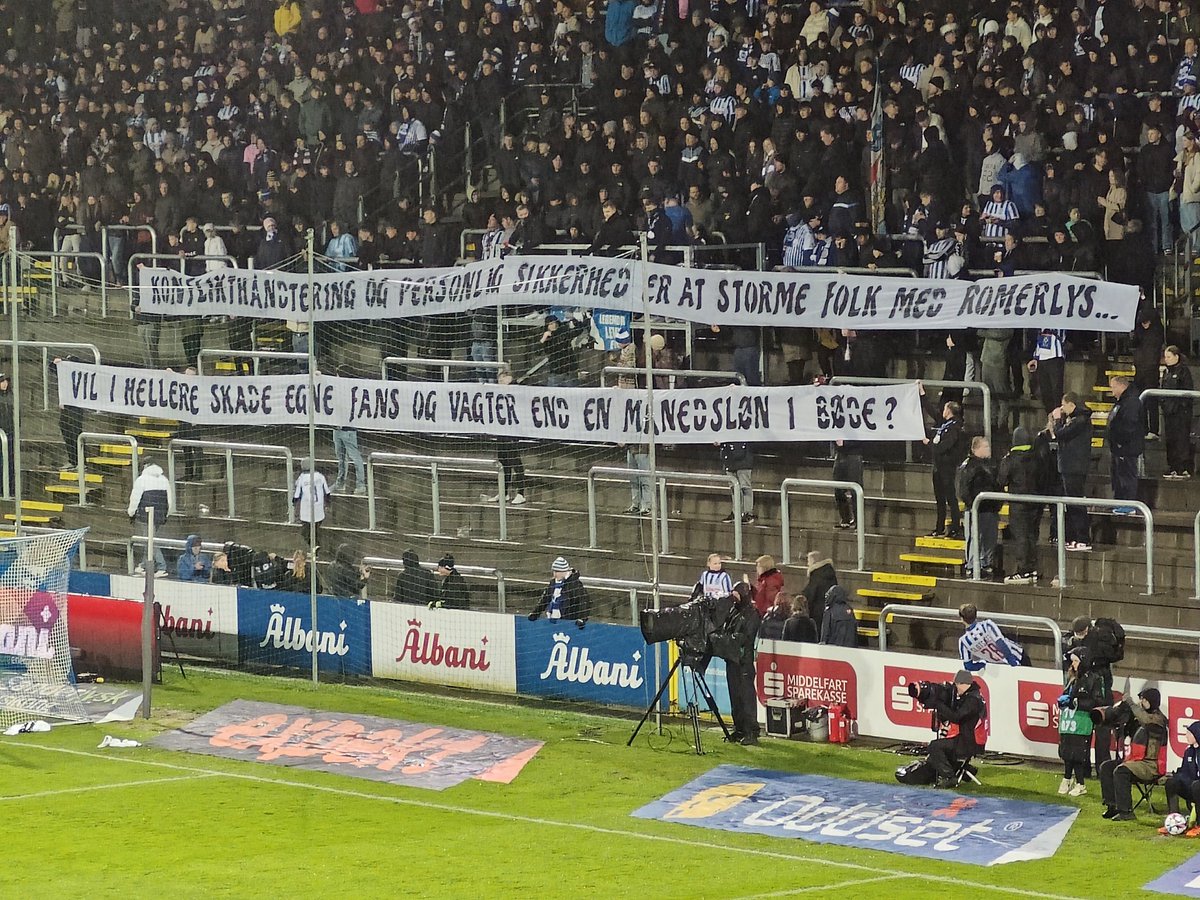 KONFLIKTHÅNDTERING OG PERSONLIG SIKKERHED ER AT STORME FOLK MED ROMERLYS...
VIL I HELLERE SKADE EGNE FANS OG VAGTER END EN MÅNEDSLØN I BØDE?
Albani
Albani
Albani
Albani
Albani
MIDDELFART
SPAREKASSE
Oddset